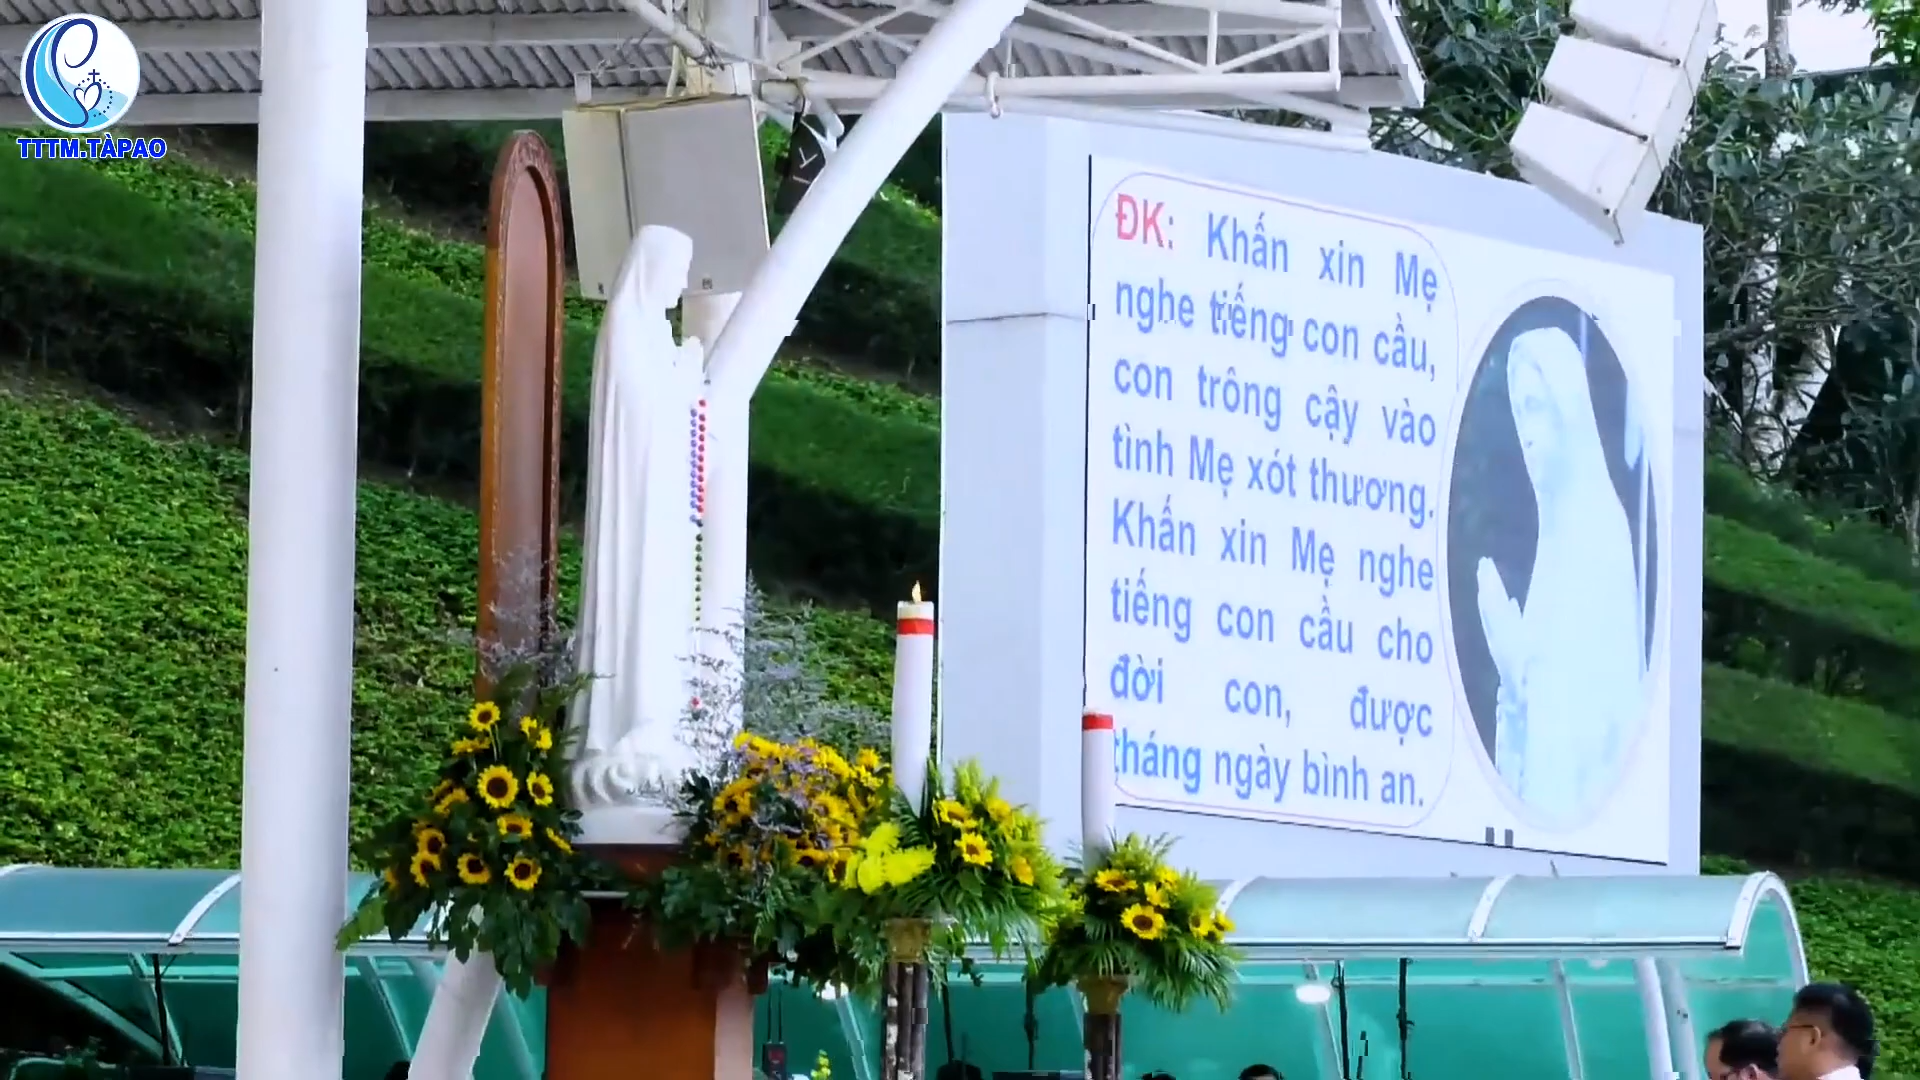 TTTM.TÀPAO
ĐK: Khấn xin Mẹ
nghe tiếng con cầu,
con trông cậy vào
tình Mẹ xót thương.
Khấn xin Mẹ nghe
tiếng con cầu cho
đời con, được
tháng ngày bình an.